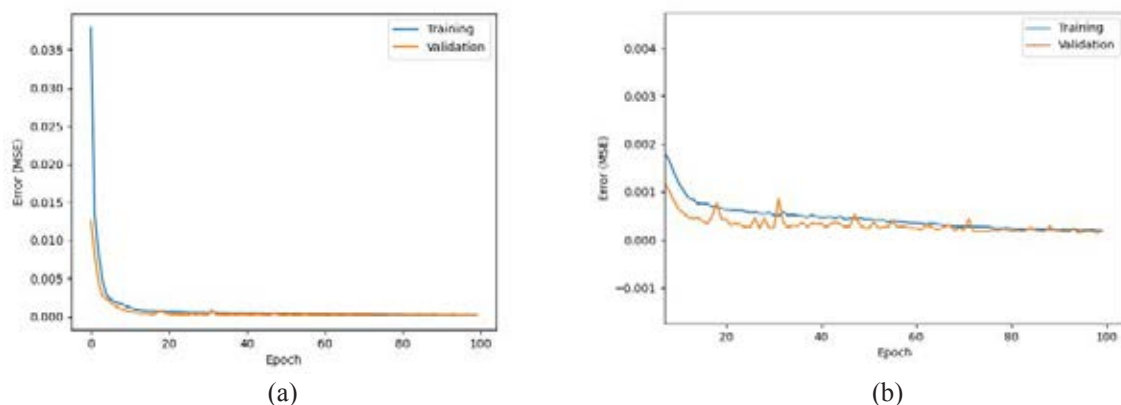 Training
Validation
0.035
0.030
0.025
0.020
0.015
0.010
0.005
0.000
Error (MSE)
0
20
40
60
80
100
Epoch
(a)
Training
Validation
0.004
0.003
0.002
0.001
0.000
−0.001
Error (MSE)
20
40
60
80
100
Epoch
(b)